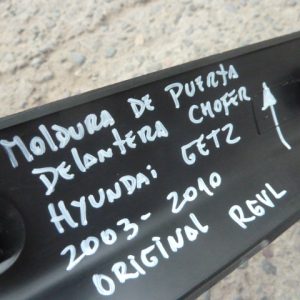 MOLDURA DE PUERTA
DELANTERA CHOFER
HYUNDAI GETZ
2003-2010
ORIGINAL RGVL